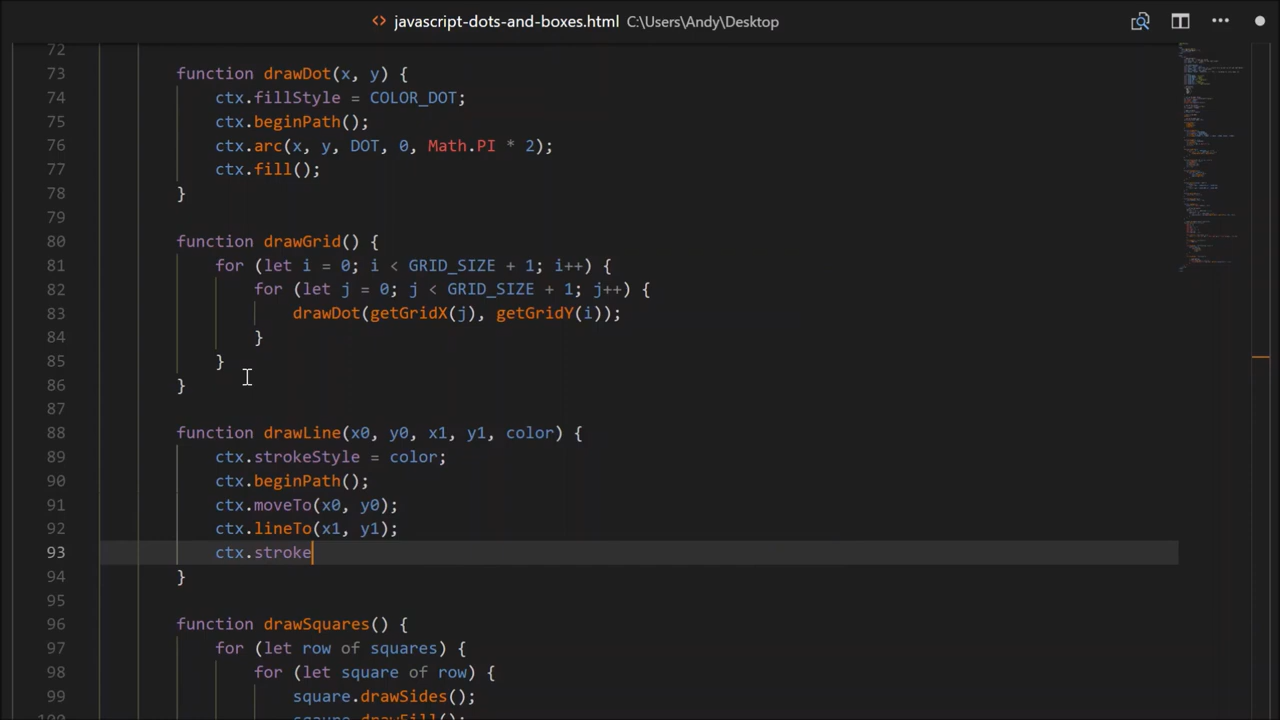 javascript-dots-and-boxes.html C:\Users\Andy\Desktop
72
73 function drawDot(x, y) {
74 ctx.fillStyle = COLOR_DOT;
75 ctx.beginPath();
76 ctx.arc(x, y, DOT, 0, Math.PI * 2);
77 ctx.fill();
78 }
79
80 function drawGrid() {
81 for (let i = 0; i < GRID_SIZE + 1; i++) {
82 for (let j = 0; j < GRID_SIZE + 1; j++) {
83 drawDot(getGridX(j), getGridY(i));
84 }
85 }
86 }
87
88 function drawLine(x0, y0, x1, y1, color) {
89 ctx.strokeStyle = color;
90 ctx.beginPath();
91 ctx.moveTo(x0, y0);
92 ctx.lineTo(x1, y1);
93 ctx.stroke
94 }
95
96 function drawSquares() {
97 for (let row of squares) {
98 for (let square of row) {
99 square.drawSides();
100 sqaure.drawFill();